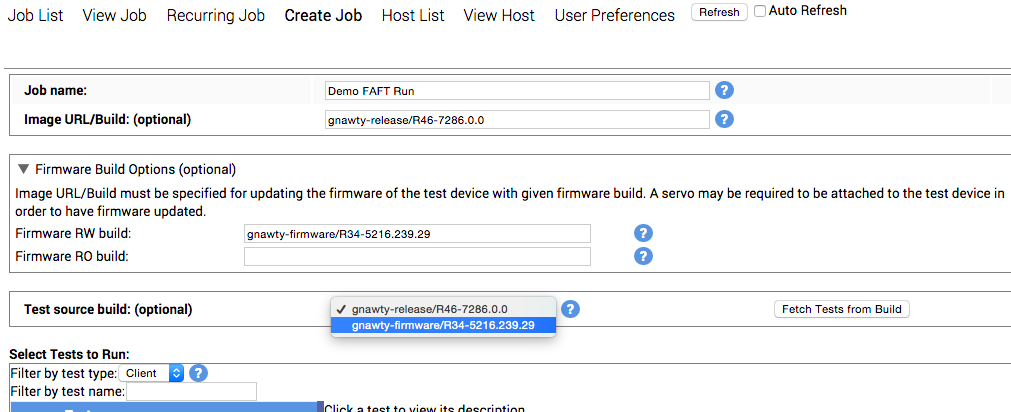 Job List View Job Recurring Job Create Job Host List View Host User Preferences Refresh Auto Refresh
Job name: Demo FAFT Run ?
Image URL/Build: (optional) gnawty-release/R46-7286.0.0 ?
▼ Firmware Build Options (optional)
Image URL/Build must be specified for updating the firmware of the test device with given firmware build. A servo may be required to be attached to the test device in
order to have firmware updated.
Firmware RW build: gnawty-firmware/R34-5216.239.29 ?
Firmware RO build: ?
Test source build: (optional) ✓ gnawty-release/R46-7286.0.0 ? Fetch Tests from Build
gnawty-firmware/R34-5216.239.29
Select Tests to Run:
Filter by test type: Client ?
Filter by test name:
Click a test to view its description